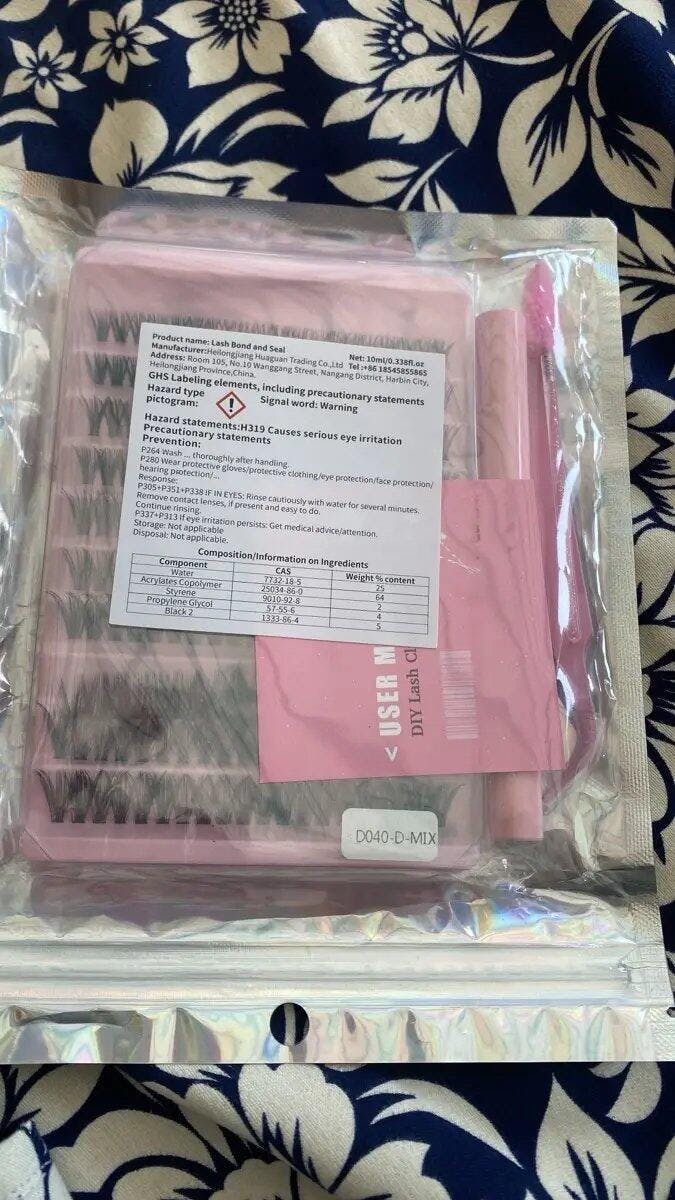 Product name: Lash Bond and Seal
Net: 10ml/0.338fl.oz
Manufacturer:Heilongjiang Huaguan Trading Co.,Ltd Tel:+86 18545855865
Address: Room 105, No.10 Wanggang Street, Nangang District, Harbin City,
Heilongjiang Province,China.
GHS Labeling elements, including precautionary statements
Hazard type
pictogram:
Signal word: Warning
Hazard statements:H319 Causes serious eye irritation
Precautionary statements
Prevention:
P264 Wash ... thoroughly after handling.
P280 Wear protective gloves/protective clothing/eye protection/face protection/
hearing protection/...
Response:
P305+P351+P338 IF IN EYES: Rinse cautiously with water for several minutes.
Remove contact lenses, if present and easy to do.
Continue rinsing.
P337+P313 If eye irritation persists: Get medical advice/attention.
Storage: Not applicable
Disposal: Not applicable.
Composition/Information on Ingredients
Component CAS Weight % content
Water 7732-18-5 25
Acrylates Copolymer 25034-86-0 64
Styrene 9010-92-8 2
Propylene Glycol 57-55-6 4
Black 2 1333-86-4 5
< USER M
DIY Lash Cl
D040-D-MIX